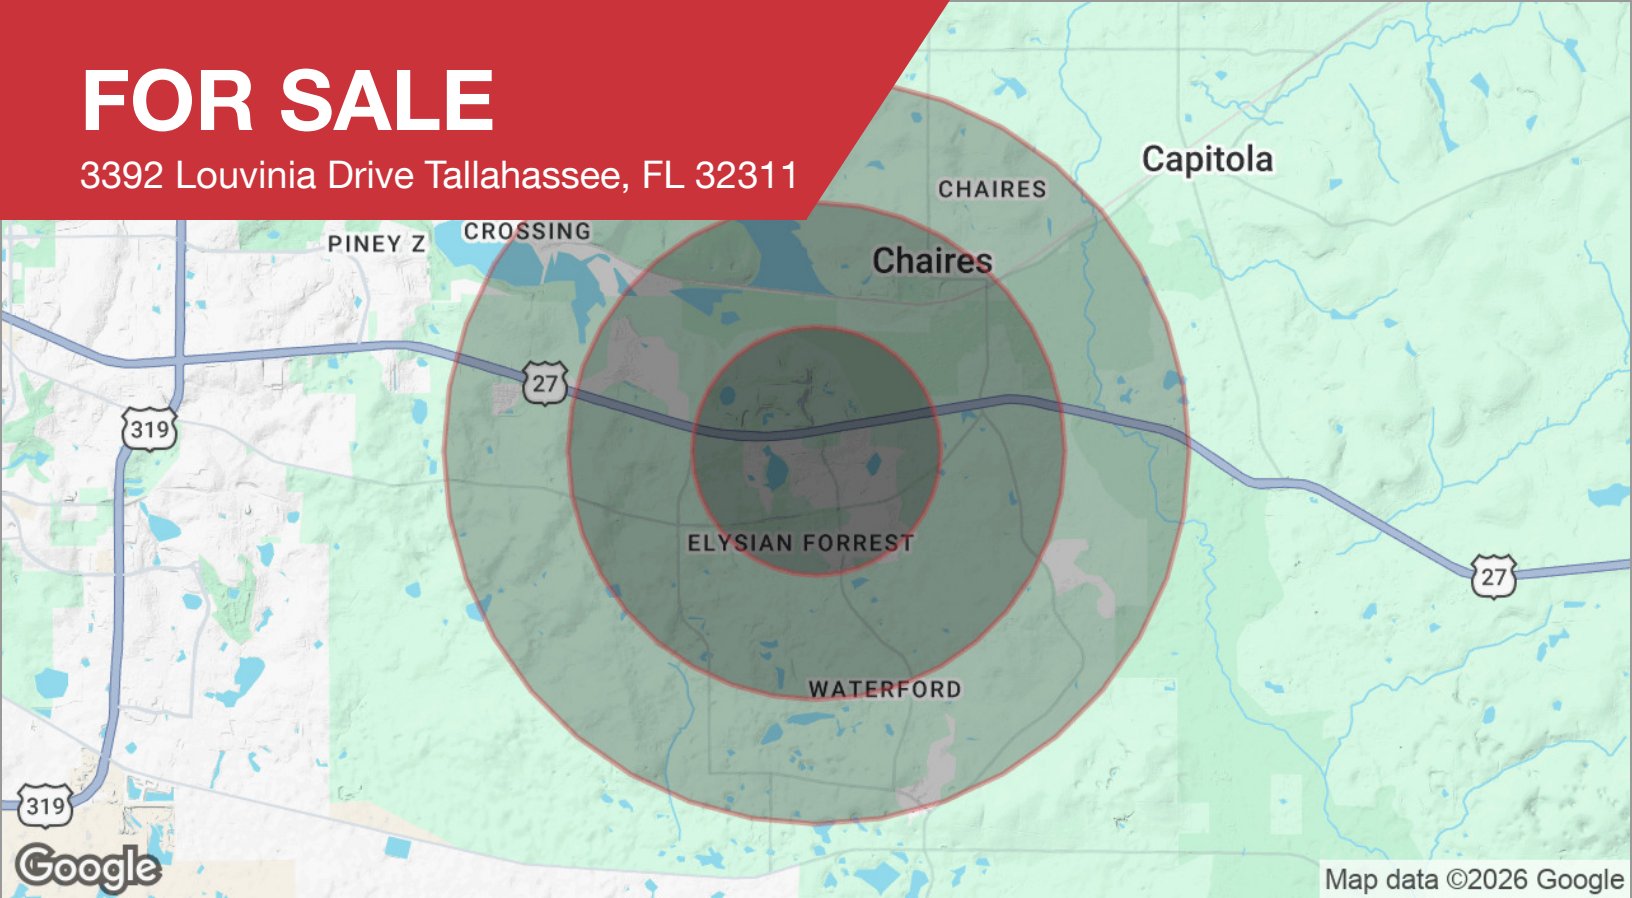 FOR SALE
3392 Louvinia Drive Tallahassee, FL 32311
Capitola
CHAIRES
CROSSING
PINEY Z
Chaires
27
319
ELYSIAN FORREST
27
WATERFORD
319
Google
Map data ©2026 Google